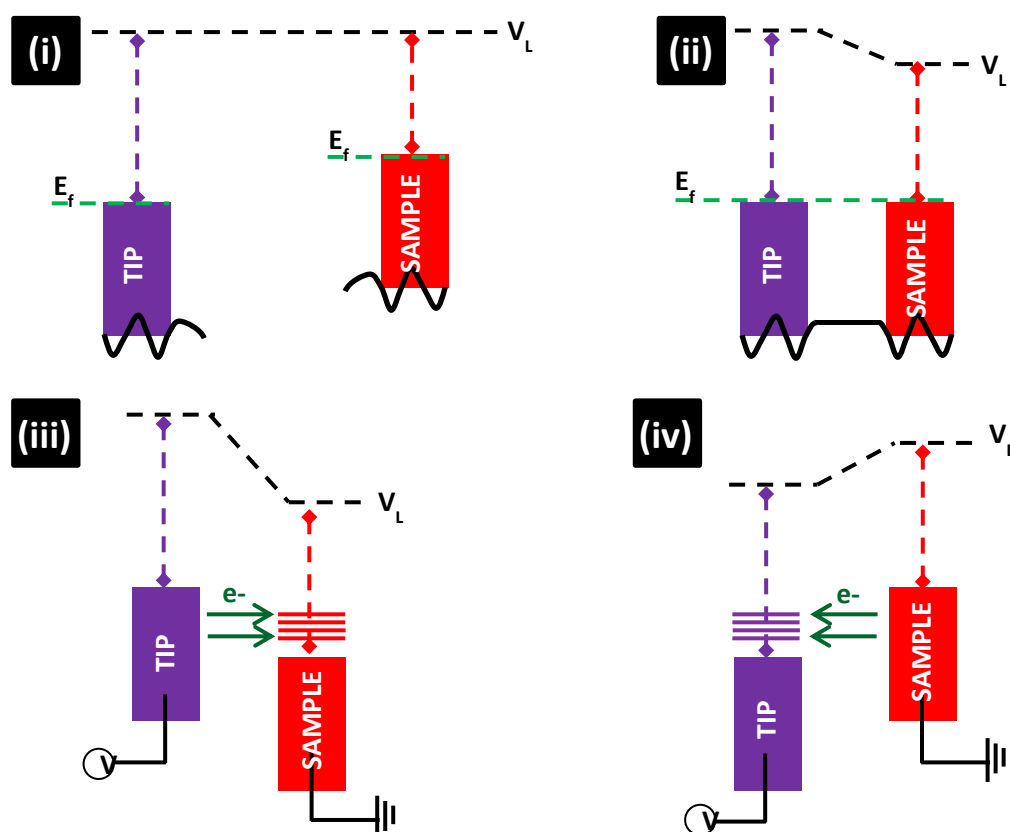 (i)
V_L
E_f
E_f
TIP
SAMPLE
(ii)
V_L
E_f
TIP
SAMPLE
(iii)
V_L
e-
TIP
SAMPLE
V
(iv)
V_L
e-
TIP
SAMPLE
V